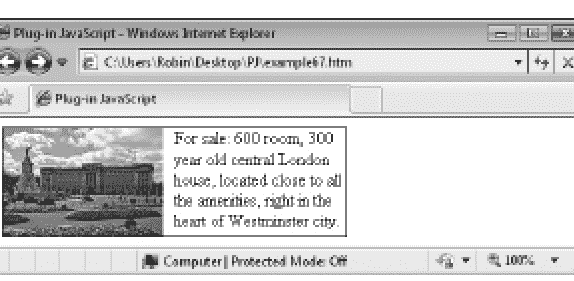 Plug-in JavaScript - Windows Internet Explorer
C:\Users\Robin\Desktop\PJ\example67.htm
Plug-in JavaScript
For sale: 600 room, 300
year old central London
house, located close to all
the amenities, right in the
heart of Westminster city.
Computer | Protected Mode: Off
100%